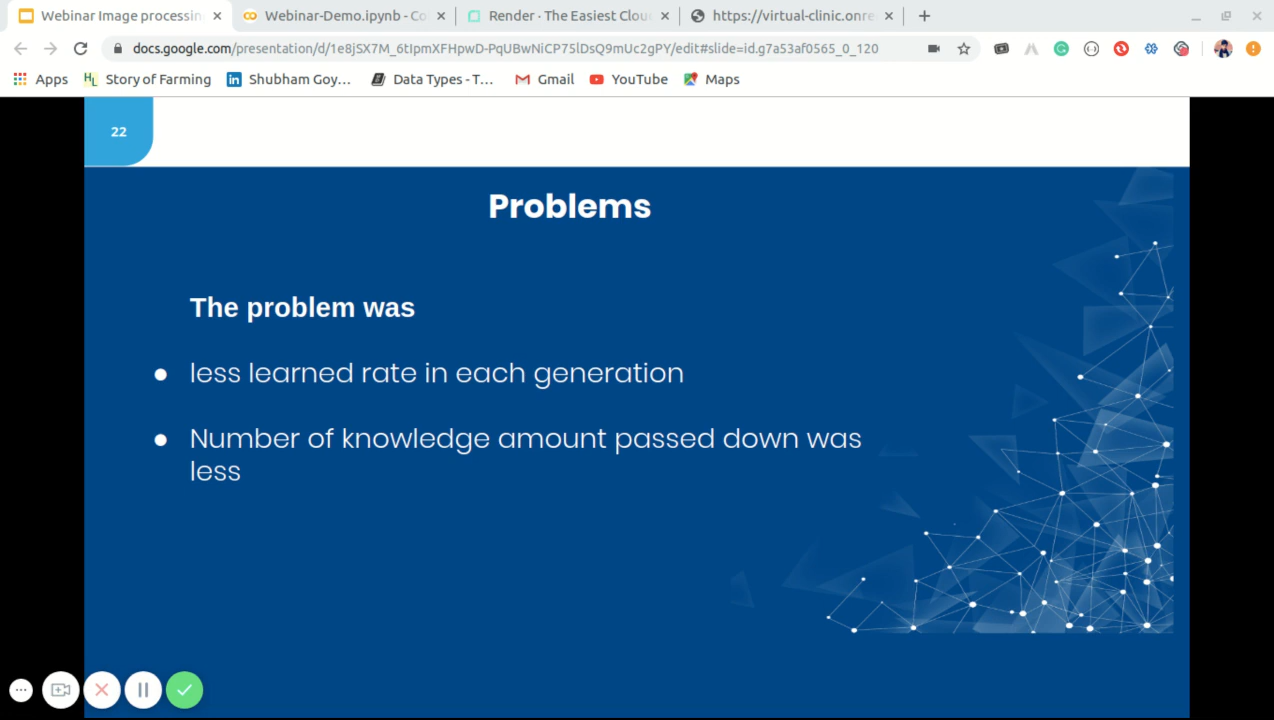 Webinar Image processin
Webinar-Demo.ipynb - Co
Render · The Easiest Clou
https://virtual-clinic.onre
docs.google.com/presentation/d/1e8jSX7M_6tIpmXFHpwD-PqUBwNiCP75lDsQ9mUc2gPY/edit#slide=id.g7a53af0565_0_120
Apps
Story of Farming
Shubham Goy...
Data Types - T...
Gmail
YouTube
Maps
22
Problems
The problem was
● less learned rate in each generation
● Number of knowledge amount passed down was
less